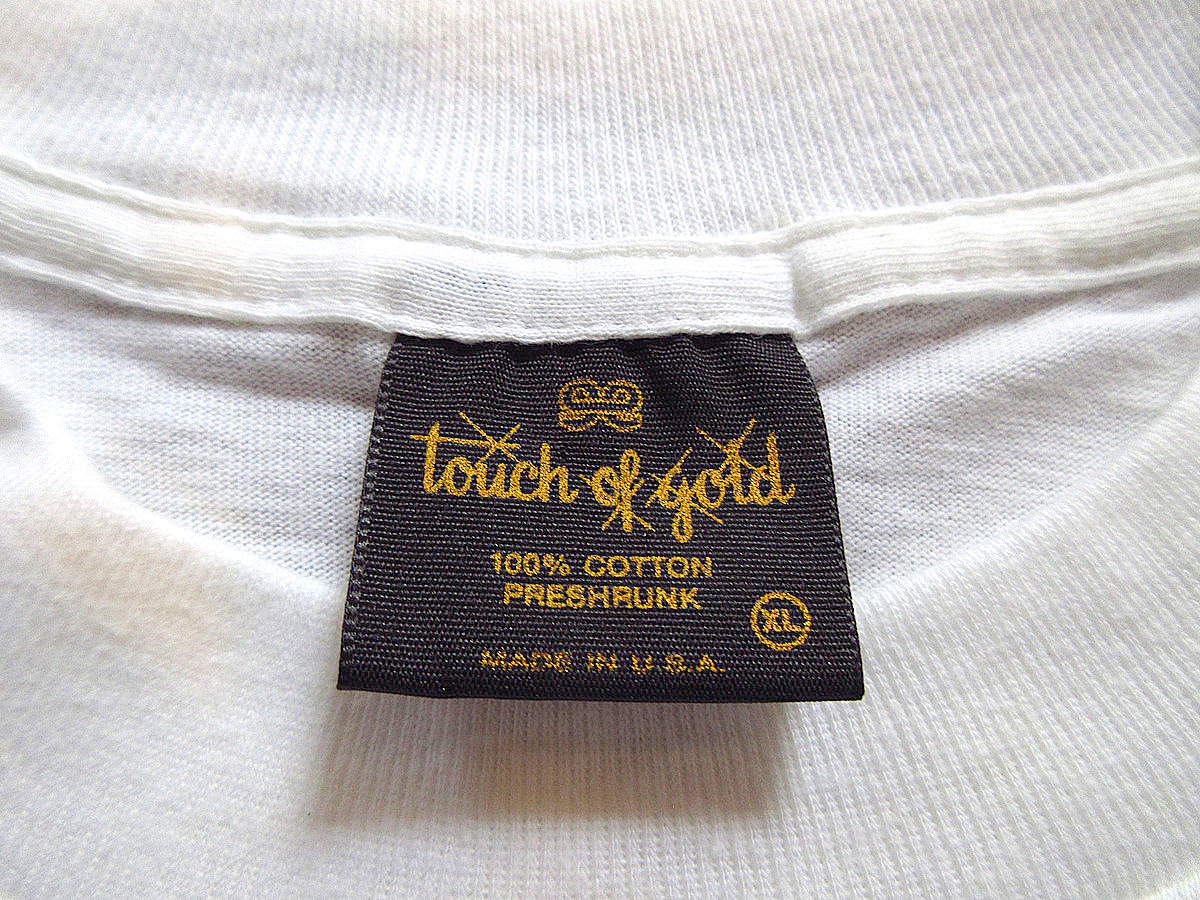 touch of gold
100% COTTON
PRESHRUNK
XL
MADE IN U.S.A.